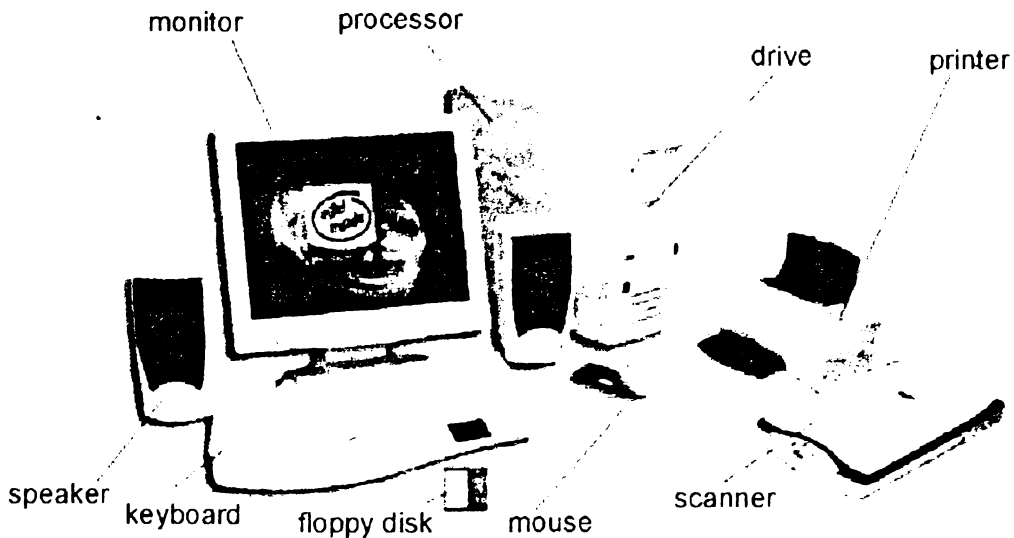 monitor
processor
drive
printer
speaker
keyboard
floppy disk
mouse
scanner